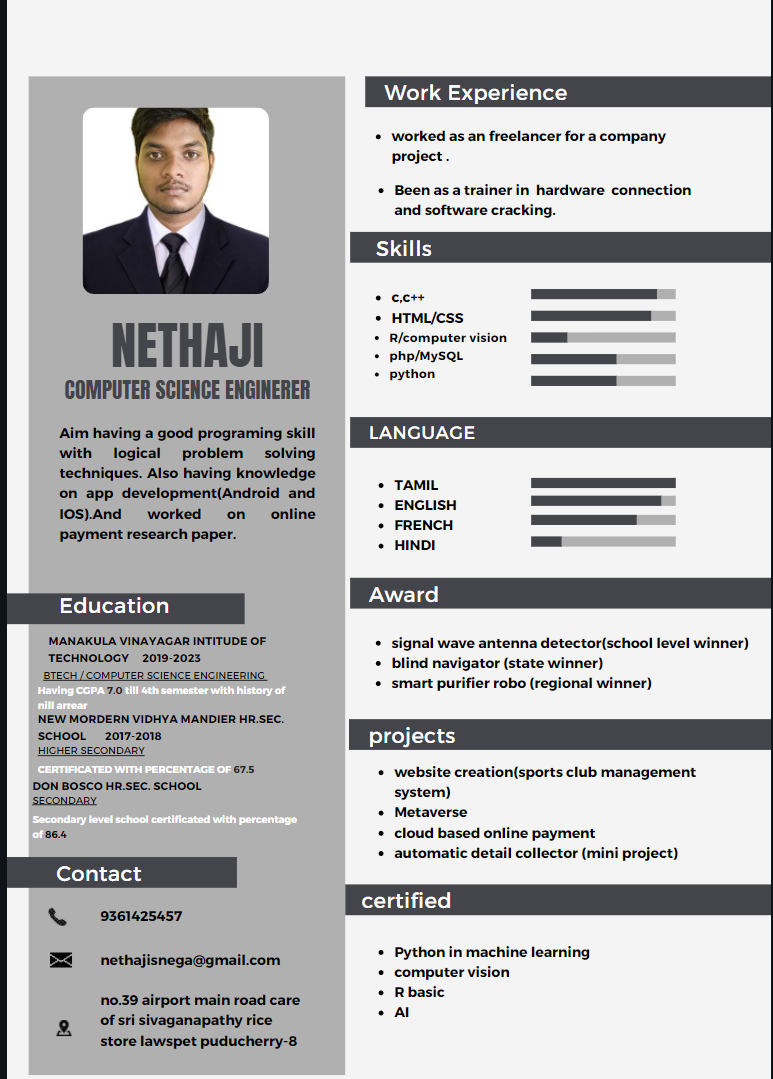 NETHAJI
COMPUTER SCIENCE ENGINERER
Aim having a good programing skill
with logical problem solving
techniques. Also having knowledge
on app development(Android and
IOS).And worked on online
payment research paper.
Education
MANAKULA VINAYAGAR INTITUDE OF
TECHNOLOGY 2019-2023
BTECH / COMPUTER SCIENCE ENGINEERING
Having CGPA 7.0 till 4th semester with history of
nill arrear
NEW MORDERN VIDHYA MANDIER HR.SEC.
SCHOOL 2017-2018
HIGHER SECONDARY
CERTIFICATED WITH PERCENTAGE OF 67.5
DON BOSCO HR.SEC. SCHOOL
SECONDARY
Secondary level school certificated with percentage
of 86.4
Contact
9361425457
nethajisnega@gmail.com
no.39 airport main road care
of sri sivaganapathy rice
store lawspet puducherry-8
Work Experience
• worked as an freelancer for a company
project .
• Been as a trainer in hardware connection
and software cracking.
Skills
• c,c++
• HTML/CSS
• R/computer vision
• php/MySQL
• python
LANGUAGE
• TAMIL
• ENGLISH
• FRENCH
• HINDI
Award
• signal wave antenna detector(school level winner)
• blind navigator (state winner)
• smart purifier robo (regional winner)
projects
• website creation(sports club management
system)
• Metaverse
• cloud based online payment
• automatic detail collector (mini project)
certified
• Python in machine learning
• computer vision
• R basic
• AI